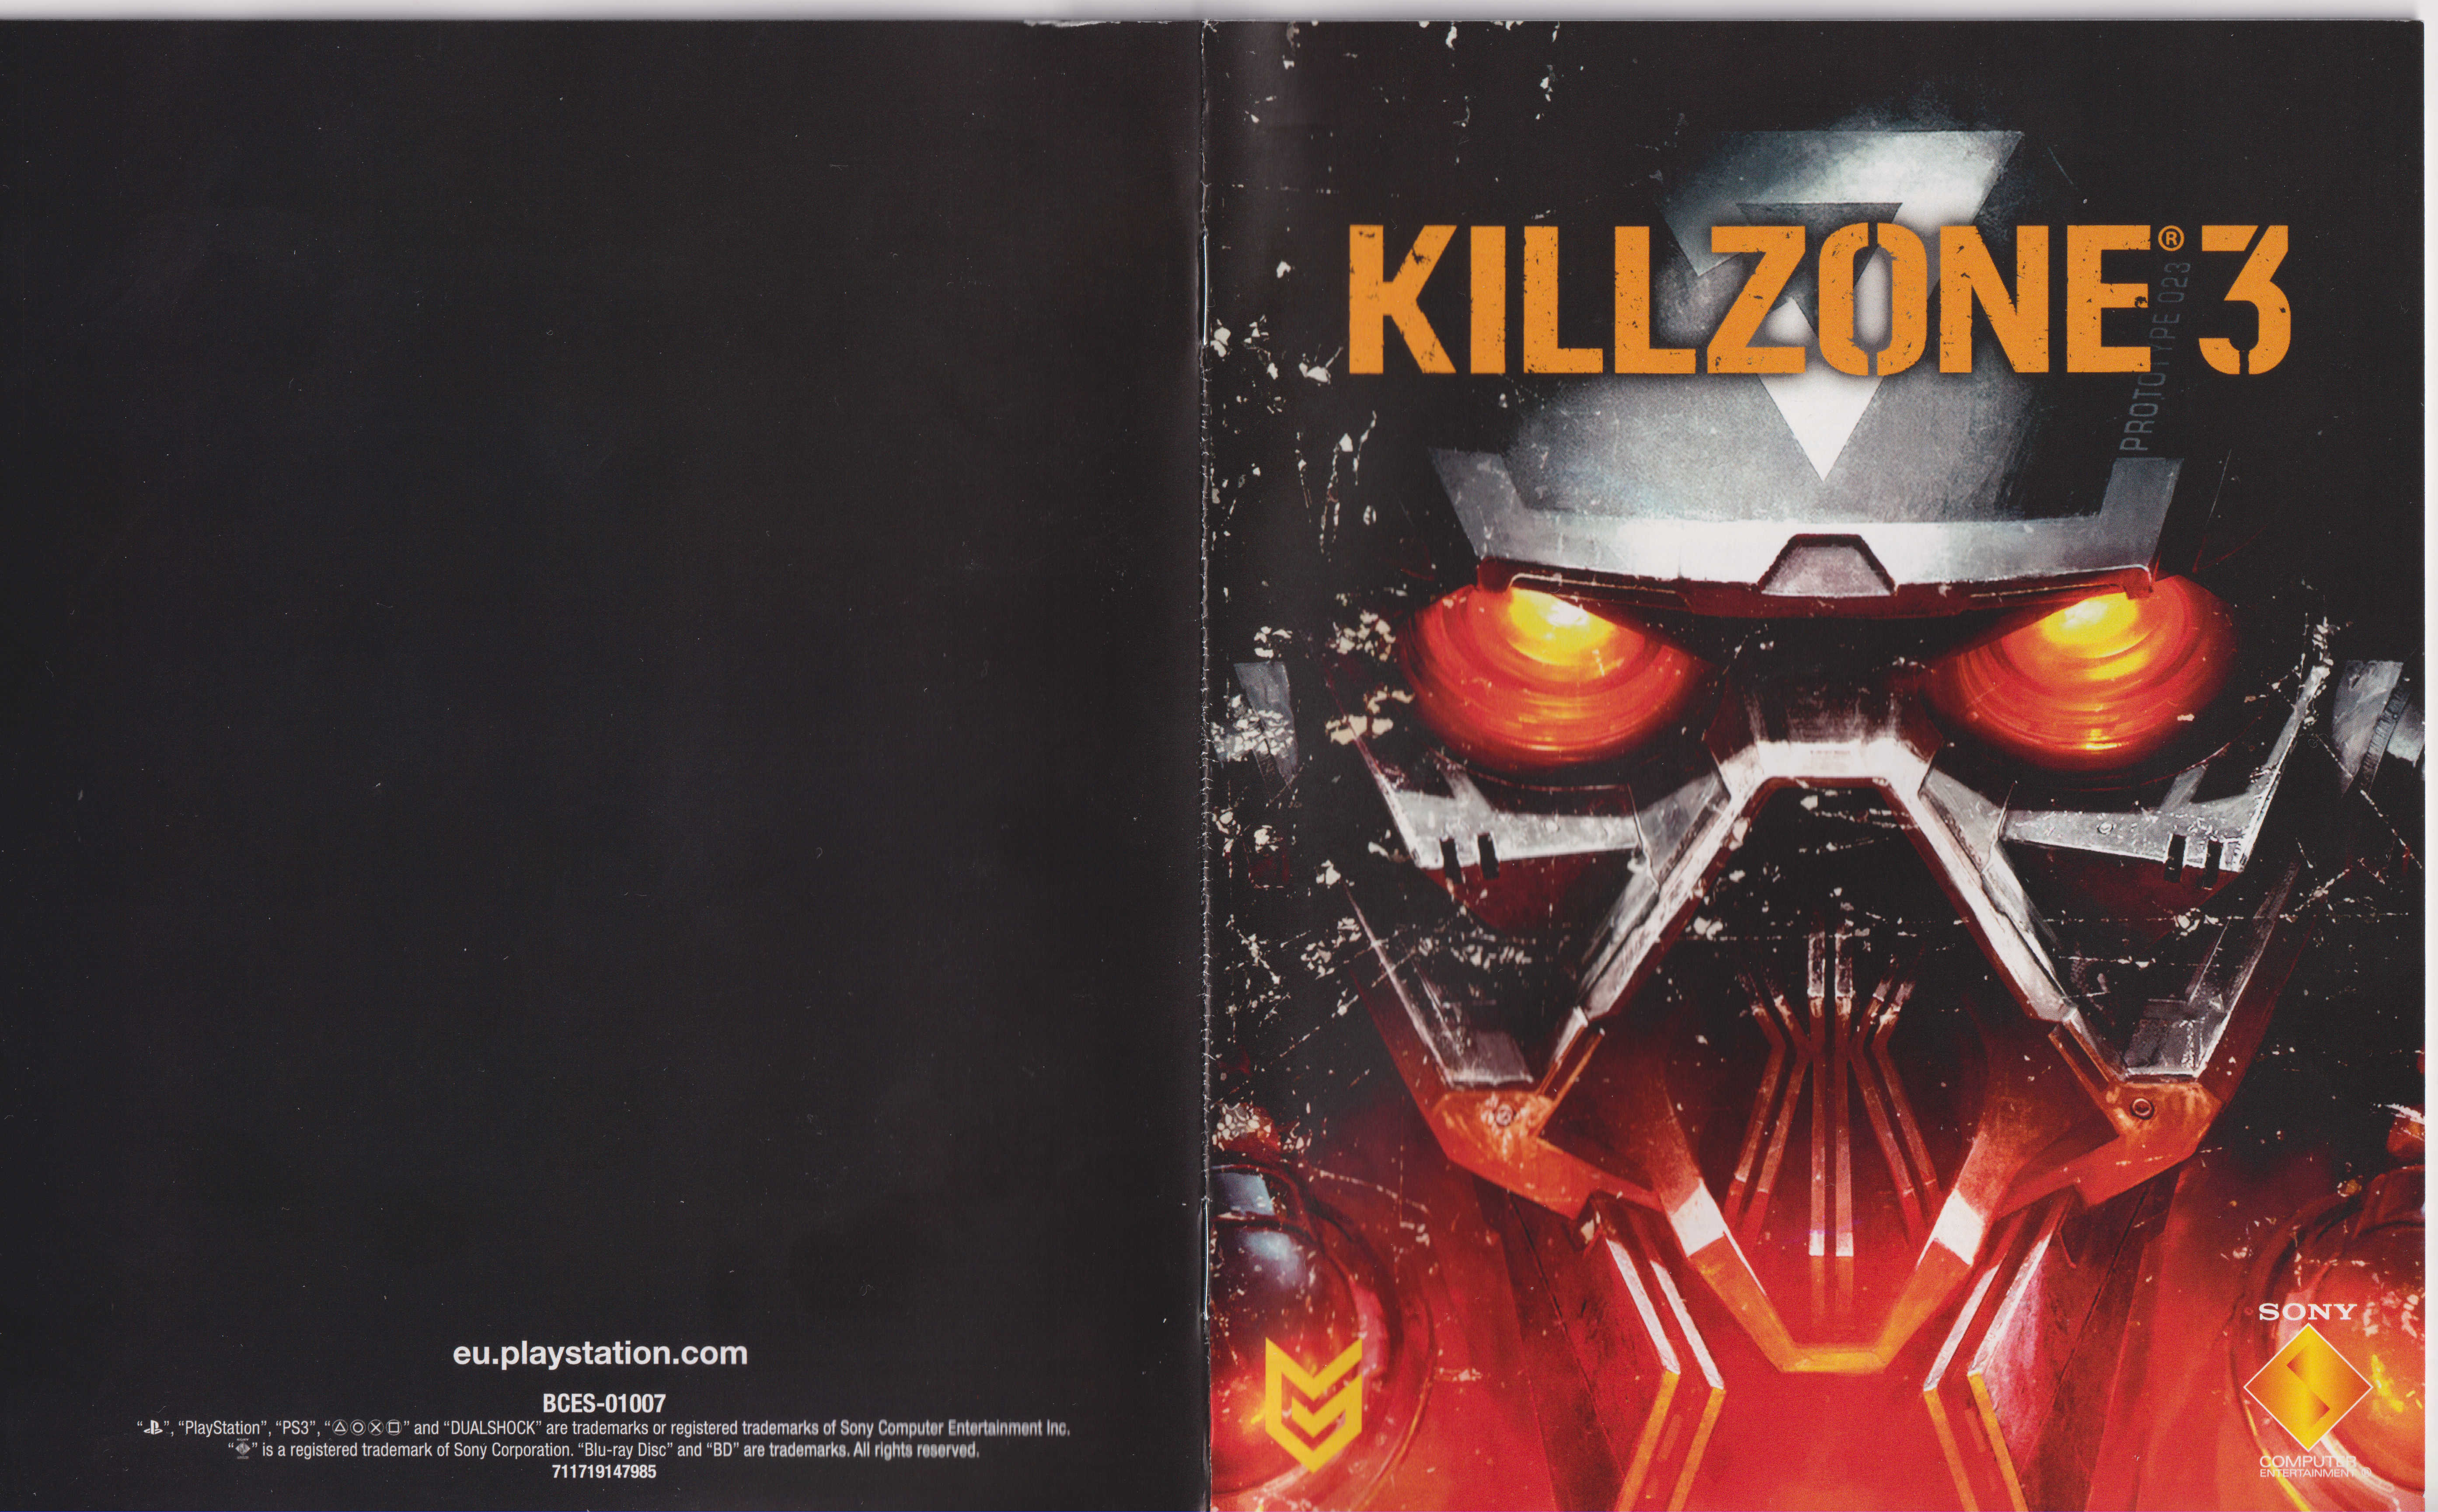 eu.playstation.com
BCES-01007
“”, “PlayStation”, “PS3”, “△○✕□” and “DUALSHOCK” are trademarks or registered trademarks of Sony Computer Entertainment Inc.
“” is a registered trademark of Sony Corporation. “Blu-ray Disc” and “BD” are trademarks. All rights reserved.
711719147985
KILLZONE® 3
PROTOTYPE 023
SONY
COMPUTER
ENTERTAINMENT®